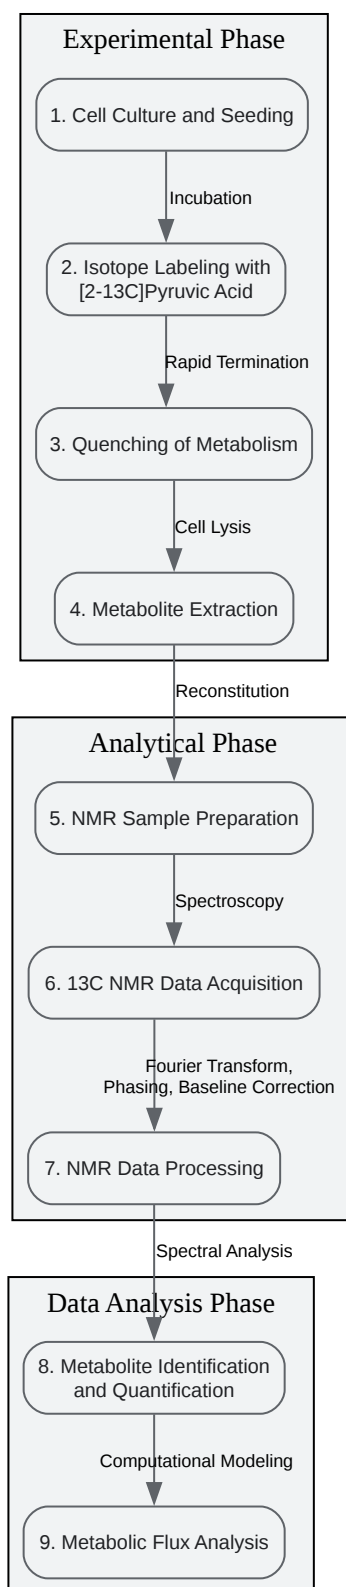 Experimental Phase
1. Cell Culture and Seeding
Incubation
2. Isotope Labeling with
[2-13C]Pyruvic Acid
Rapid Termination
3. Quenching of Metabolism
Cell Lysis
4. Metabolite Extraction
Reconstitution
Analytical Phase
5. NMR Sample Preparation
Spectroscopy
6. 13C NMR Data Acquisition
Fourier Transform,
Phasing, Baseline Correction
7. NMR Data Processing
Spectral Analysis
Data Analysis Phase
8. Metabolite Identification
and Quantification
Computational Modeling
9. Metabolic Flux Analysis